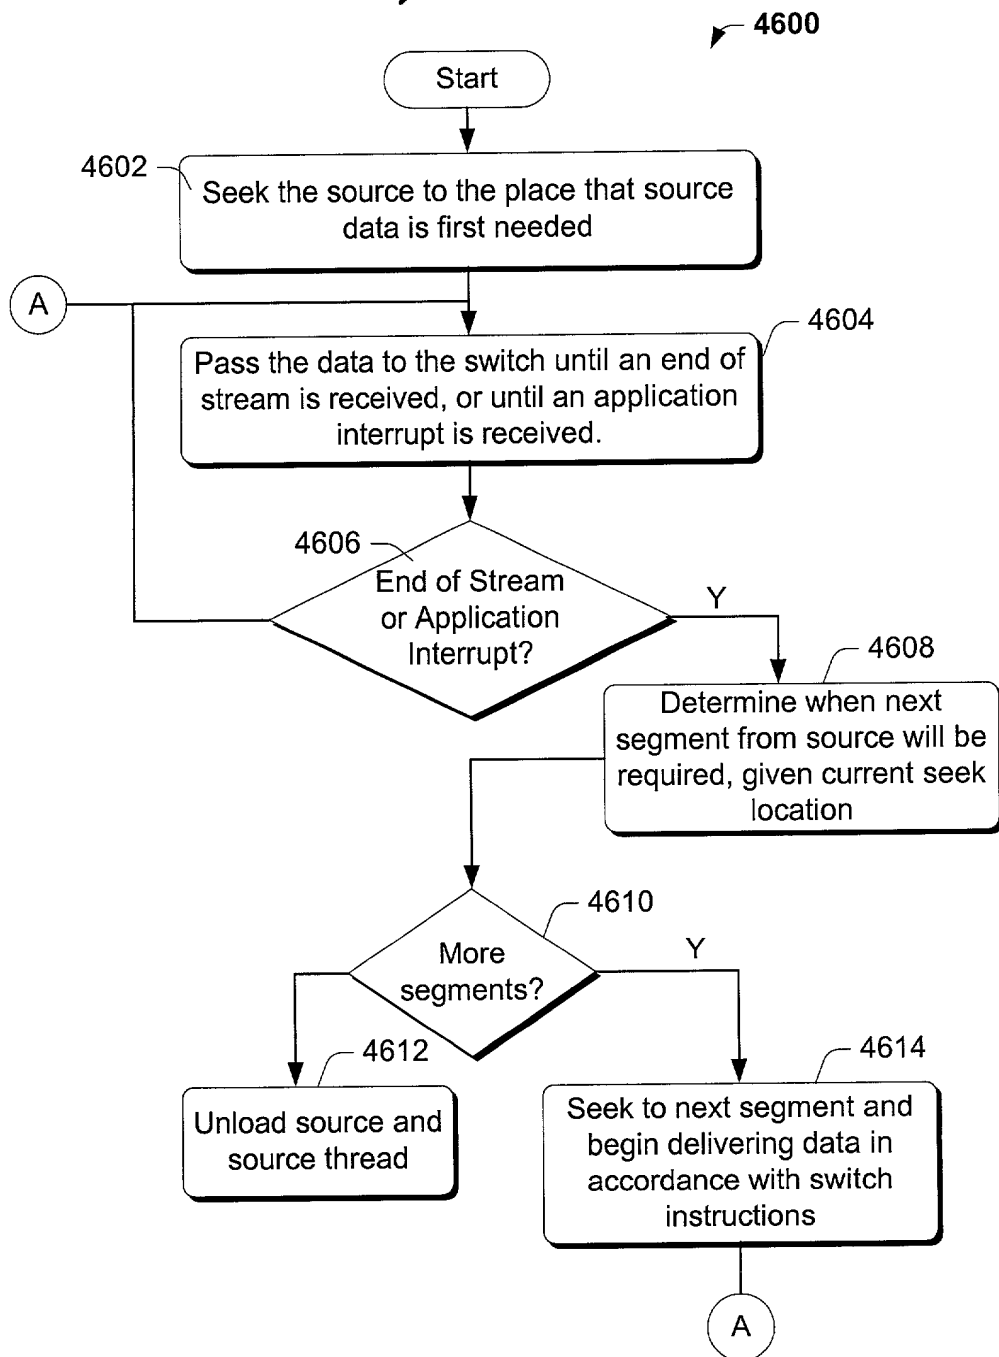 4600
Start
4602
Seek the source to the place that source
data is first needed
A
4604
Pass the data to the switch until an end of
stream is received, or until an application
interrupt is received.
4606
End of Stream
or Application
Interrupt?
Y
4608
Determine when next
segment from source will be
required, given current seek
location
4610
More
segments?
Y
4612
Unload source and
source thread
4614
Seek to next segment and
begin delivering data in
accordance with switch
instructions
A